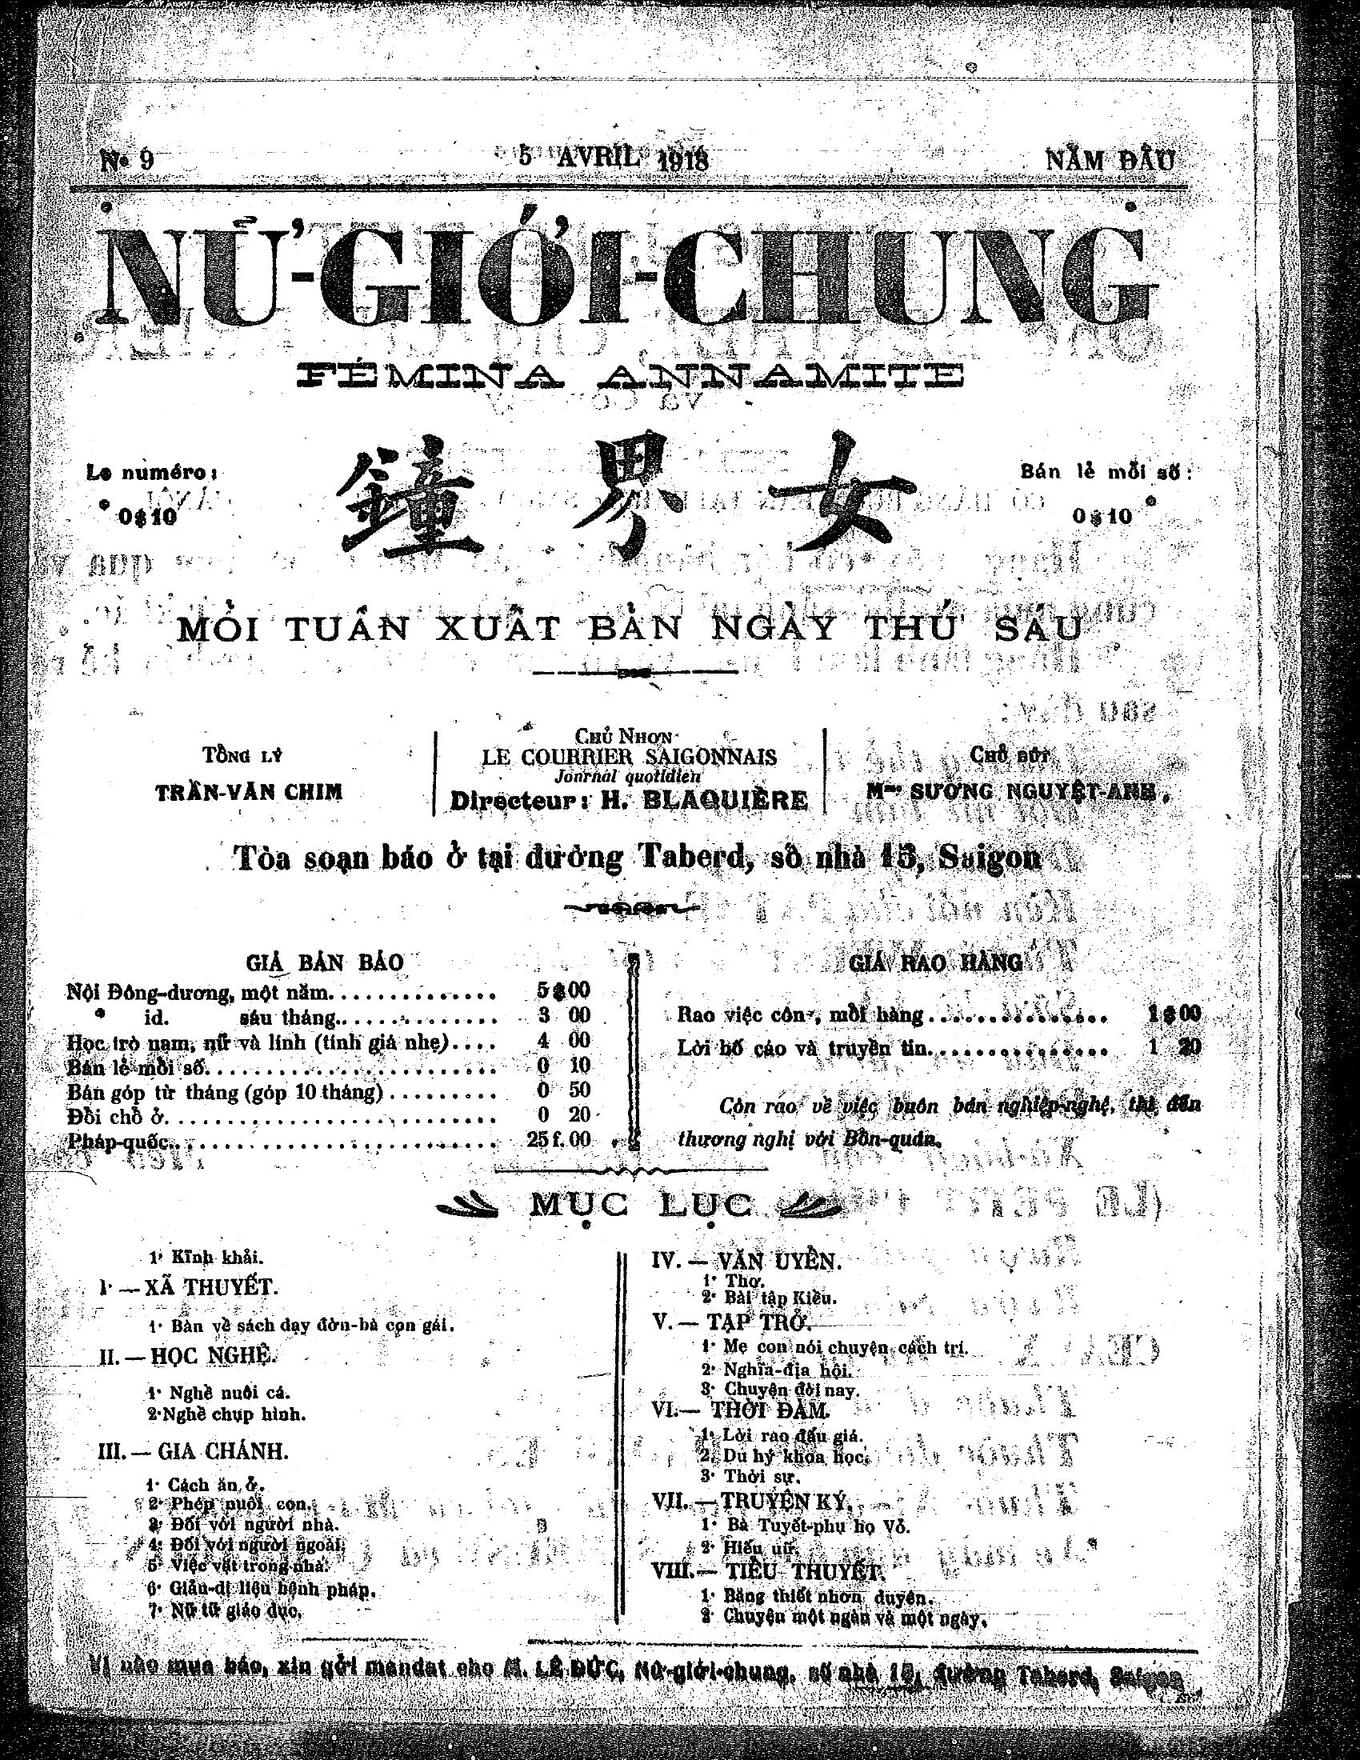 No 9
5 AVRIL 1918
NĂM ĐẦU
NỮ-GIỚI-CHUNG
FÉMINA ANNAMITE
Le numéro:
0$10
鐘 界 女
Bán lẻ mỗi số:
0$10
MỖI TUẦN XUẤT BẢN NGÀY THỨ SÁU
TỔNG LÝ
TRẦN-VĂN CHIM
CHỦ NHƠN
LE COURRIER SAIGONNAIS
Journal quotidien
Directeur: H. BLAQUIÈRE
CHỦ BÚT
Mme SƯƠNG NGUYỆT-ANH
Tòa soạn báo ở tại đường Taberd, số nhà 15, Saigon
GIÁ BÁN BÁO
Nội Đông-dương, một năm.............. 5$00
id. sáu tháng.............. 3 00
Học trò nam, nữ và lính (tính giá nhẹ).... 4 00
Bán lẻ mỗi số........................ 0 10
Bán góp từ tháng (góp 10 tháng)......... 0 50
Đổi chỗ ở............................ 0 20
Pháp-quốc............................ 25f.00
GIÁ RAO HÀNG
Rao việc công, mỗi hàng............... 1$00
Lời bố cáo và truyền tin............... 1 20
Còn rao về việc buôn bán nghiệp-nghệ, thì đến
thương nghị với Bổn-quán.
MỤC LỤC
1• Kính khải.
I• — XÃ THUYẾT.
1• Bàn về sách dạy đờn-bà con gái.
II. — HỌC NGHỀ.
1• Nghề nuôi cá.
2• Nghề chụp hình.
III. — GIA CHÁNH.
1• Cách ăn, ở.
2• Phép nuôi con.
3• Đối với người nhà.
4• Đối với người ngoài.
5• Việc vặt trong nhà.
6• Giản-dị liệu bệnh pháp.
7• Nữ tử giáo dục.
IV. — VĂN UYỂN.
1• Thơ.
2• Bài tập Kiều.
V. — TẠP TRỞ.
1• Mẹ con nói chuyện cách trí.
2• Nghĩa-địa hội.
3• Chuyện đời nay.
VI. — THỜI ĐÀM.
1• Lời rao đấu giá.
2• Du hý khoa học.
3• Thời sự.
VII. — TRUYỆN KÝ.
1• Bà Tuyết-phụ họ Võ.
2• Hiếu nữ.
VIII. — TIỂU THUYẾT.
1• Băng thiết nhơn duyên.
2• Chuyện một ngàn và một ngày.
Vị nào mua báo, xin gởi mandat cho M. LÊ ĐỨC, Nữ-giới-chung, số nhà 15, đường Taberd, Saigon